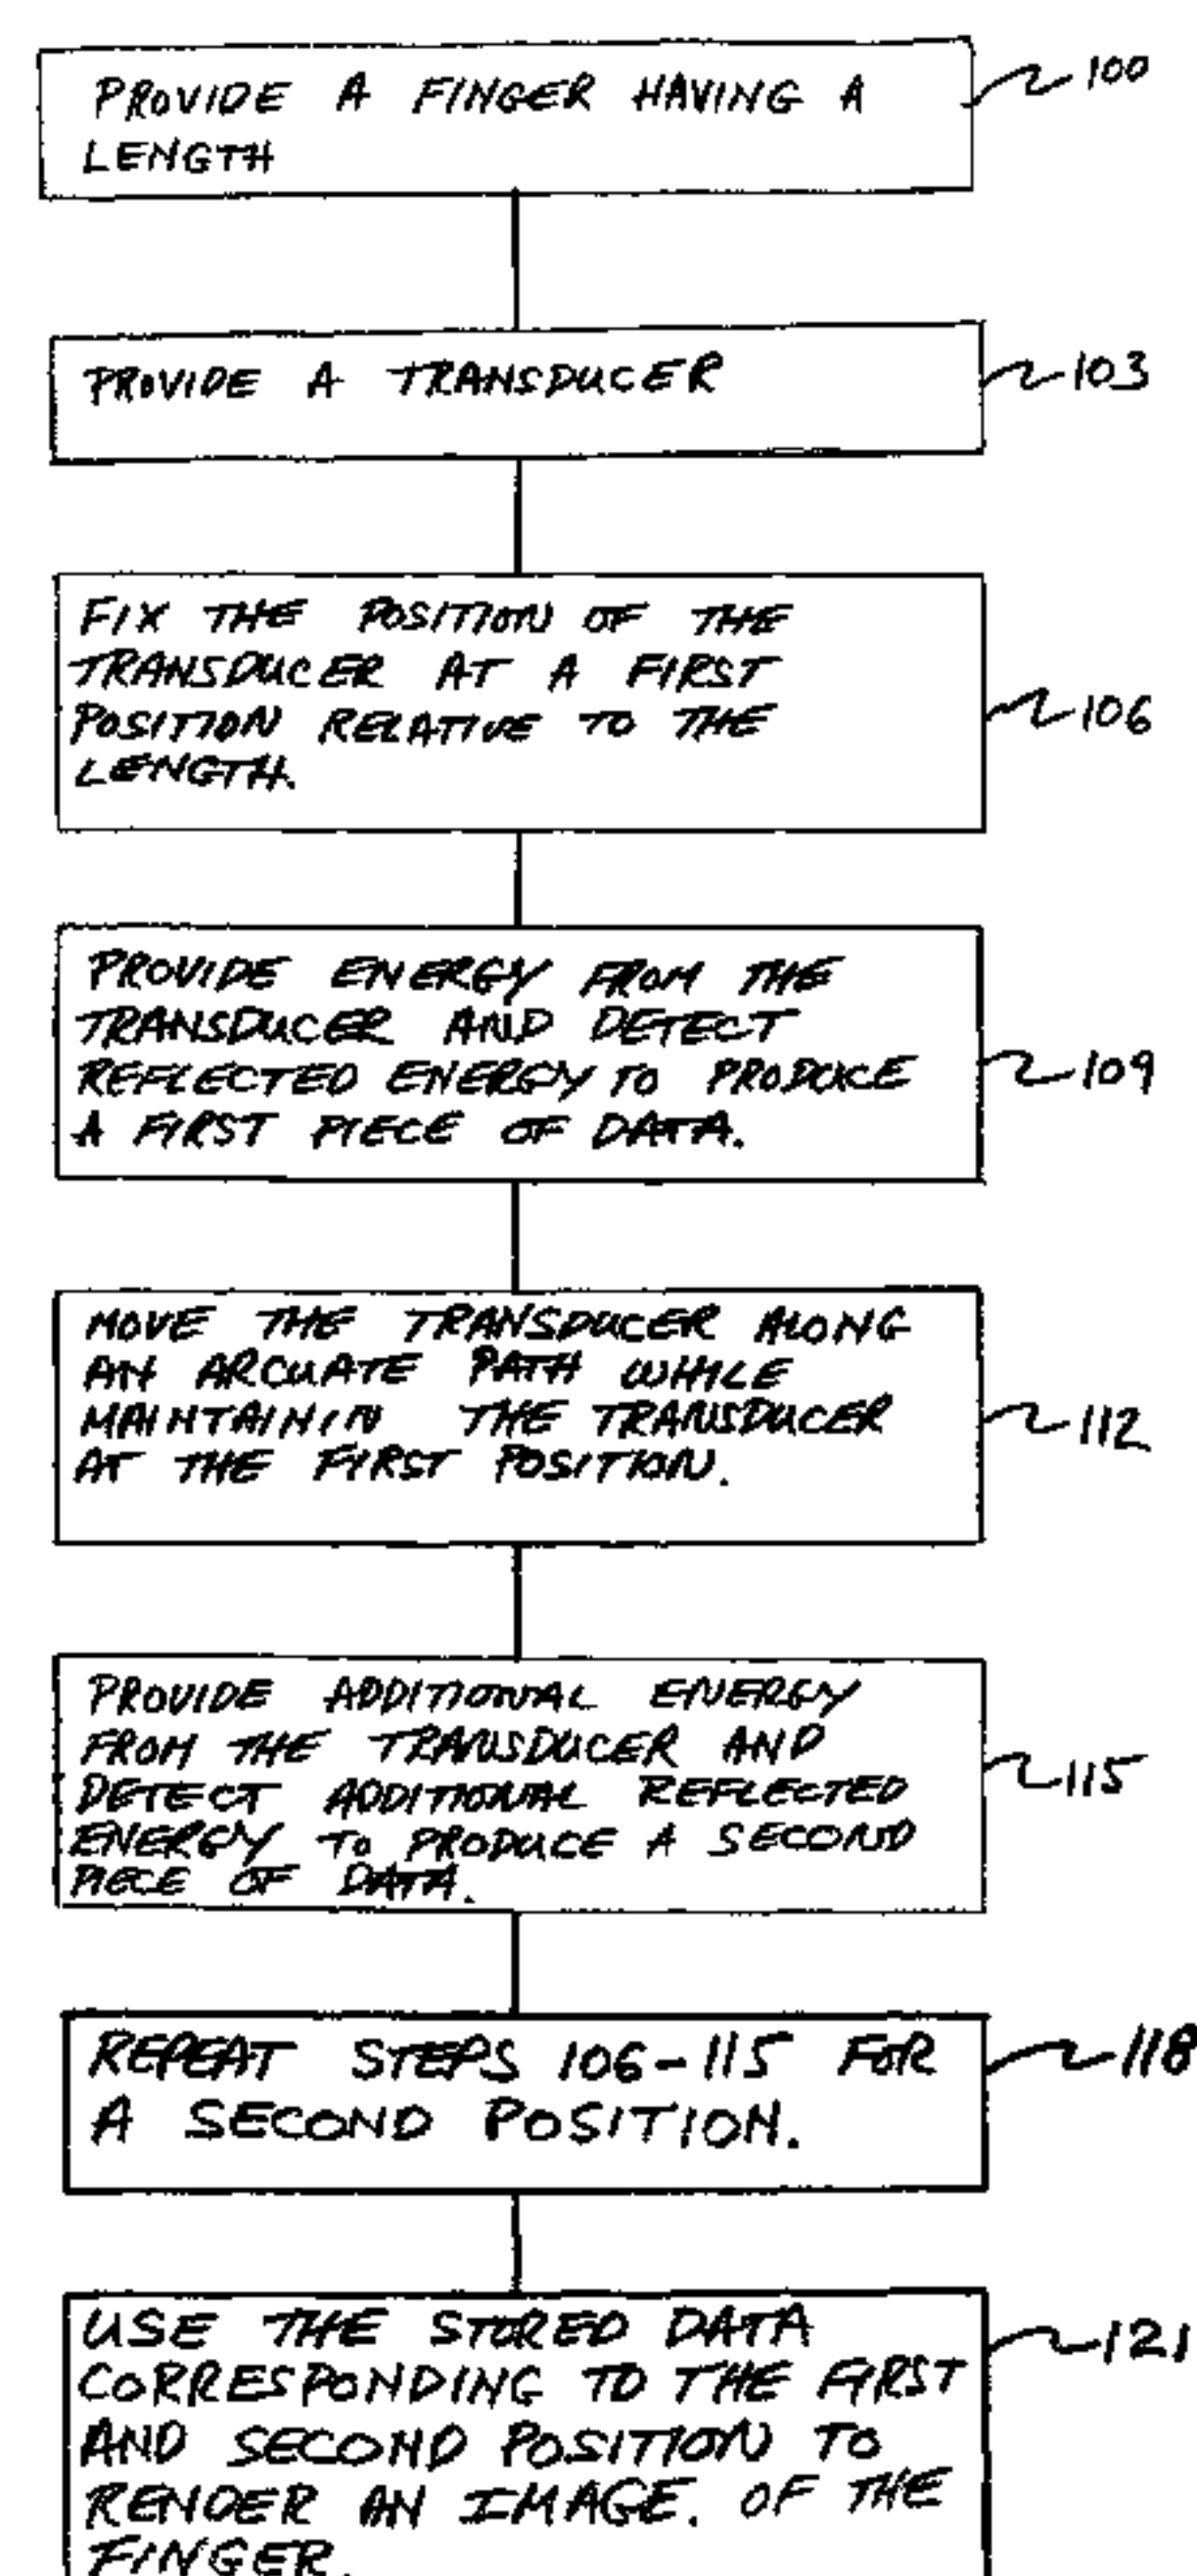 PROVIDE A FINGER HAVING A
LENGTH
100
PROVIDE A TRANSDUCER
103
FIX THE POSITION OF THE
TRANSDUCER AT A FIRST
POSITION RELATIVE TO THE
LENGTH.
106
PROVIDE ENERGY FROM THE
TRANSDUCER AND DETECT
REFLECTED ENERGY TO PRODUCE
A FIRST PIECE OF DATA.
109
MOVE THE TRANSDUCER ALONG
AN ARCUATE PATH WHILE
MAINTAININ THE TRANSDUCER
AT THE FIRST POSITION.
112
PROVIDE ADDITIONAL ENERGY
FROM THE TRANSDUCER AND
DETECT ADDITIONAL REFLECTED
ENERGY TO PRODUCE A SECOND
PIECE OF DATA.
115
REPEAT STEPS 106-115 FOR
A SECOND POSITION.
118
USE THE STORED DATA
CORRESPONDING TO THE FIRST
AND SECOND POSITION TO
RENDER AN IMAGE. OF THE
FINGER.
121